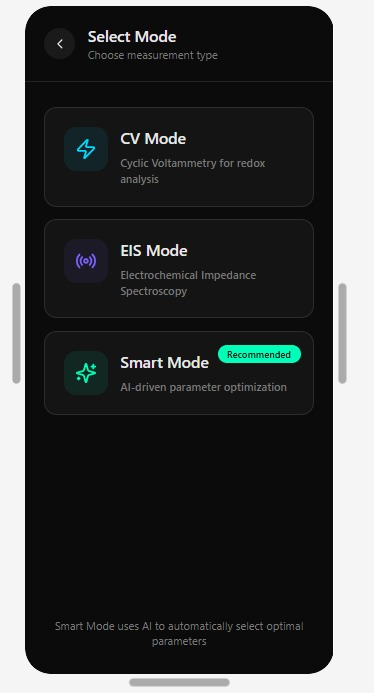 Select Mode
Choose measurement type
CV Mode
Cyclic Voltammetry for redox
analysis
EIS Mode
Electrochemical Impedance
Spectroscopy
Smart Mode
Recommended
AI-driven parameter optimization
Smart Mode uses AI to automatically select optimal
parameters